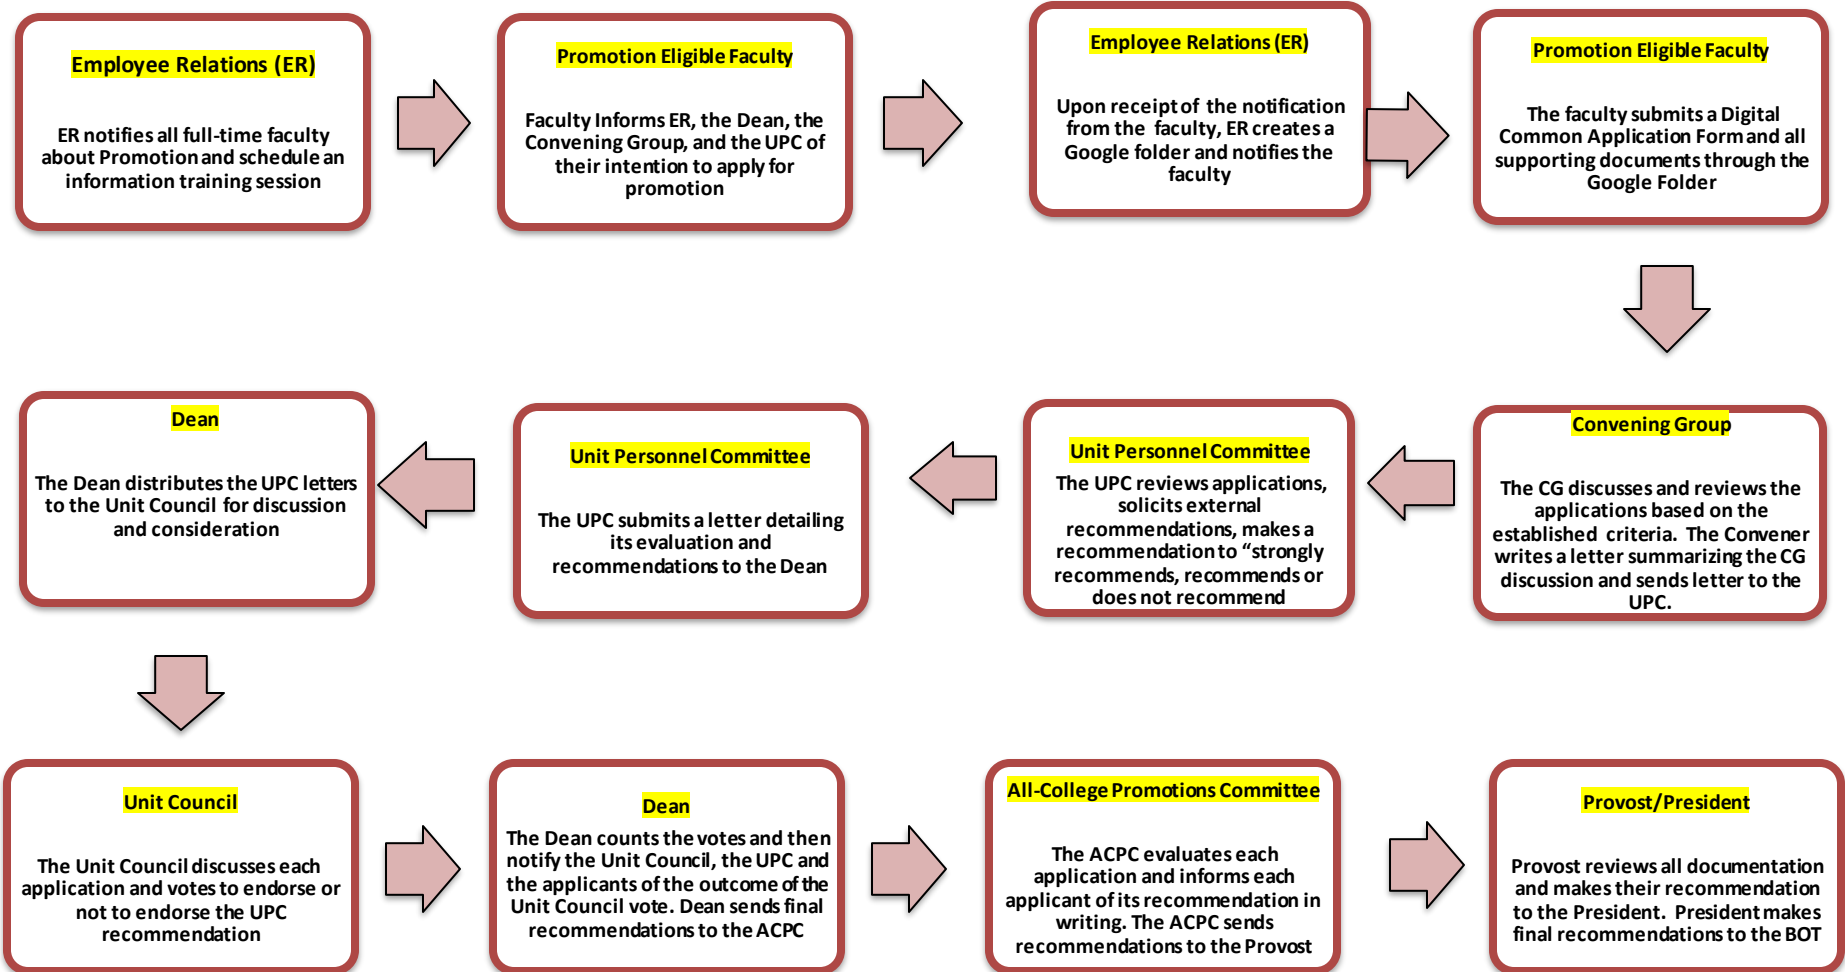 Employee Relations (ER)
ER notifies all full-time faculty
about Promotion and schedule an
information training session
Promotion Eligible Faculty
Faculty Informs ER, the Dean, the
Convening Group, and the UPC of
their intention to apply for
promotion
Employee Relations (ER)
Upon receipt of the notification
from the faculty, ER creates a
Google folder and notifies the
faculty
Promotion Eligible Faculty
The faculty submits a Digital
Common Application Form and all
supporting documents through the
Google Folder
Convening Group
The CG discusses and reviews the
applications based on the
established criteria. The Convener
writes a letter summarizing the CG
discussion and sends letter to the
UPC.
Unit Personnel Committee
The UPC reviews applications,
solicits external
recommendations, makes a
recommendation to “strongly
recommends, recommends or
does not recommend
Unit Personnel Committee
The UPC submits a letter detailing
its evaluation and
recommendations to the Dean
Dean
The Dean distributes the UPC letters
to the Unit Council for discussion
and consideration
Unit Council
The Unit Council discusses each
application and votes to endorse or
not to endorse the UPC
recommendation
Dean
The Dean counts the votes and then
notify the Unit Council, the UPC and
the applicants of the outcome of the
Unit Council vote. Dean sends final
recommendations to the ACPC
All-College Promotions Committee
The ACPC evaluates each
application and informs each
applicant of its recommendation in
writing. The ACPC sends
recommendations to the Provost
Provost/President
Provost reviews all documentation
and makes their recommendation
to the President. President makes
final recommendations to the BOT